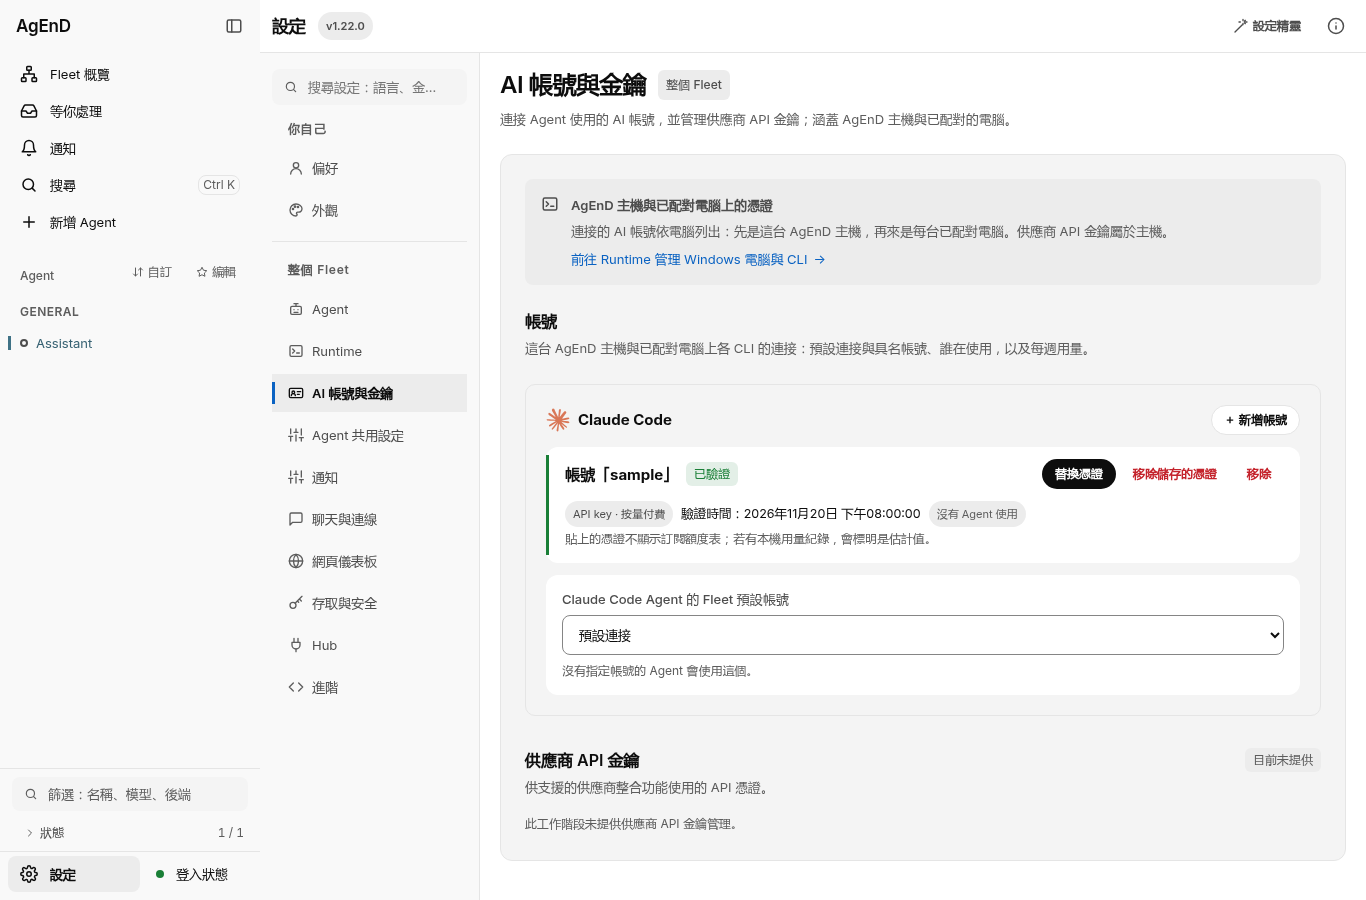 AgEnD
Fleet 概覽
等你處理
通知
搜尋
Ctrl K
新增 Agent
Agent
自訂
編輯
GENERAL
Assistant
篩選：名稱、模型、後端
狀態
1 / 1
設定
登入狀態
設定
v1.22.0
設定精靈
搜尋設定：語言、金...
你自己
偏好
外觀
整個 Fleet
Agent
Runtime
AI 帳號與金鑰
Agent 共用設定
通知
聊天與連線
網頁儀表板
存取與安全
Hub
進階
AI 帳號與金鑰
整個 Fleet
連接 Agent 使用的 AI 帳號，並管理供應商 API 金鑰；涵蓋 AgEnD 主機與已配對的電腦。
AgEnD 主機與已配對電腦上的憑證
連接的 AI 帳號依電腦列出：先是這台 AgEnD 主機，再來是每台已配對電腦。供應商 API 金鑰屬於主機。
前往 Runtime 管理 Windows 電腦與 CLI →
帳號
這台 AgEnD 主機與已配對電腦上各 CLI 的連接：預設連接與具名帳號、誰在使用，以及每週用量。
Claude Code
+ 新增帳號
帳號「sample」
已驗證
替換憑證
移除儲存的憑證
移除
API key · 按量付費
驗證時間：2026年11月20日 下午08:00:00
沒有 Agent 使用
貼上的憑證不顯示訂閱額度表；若有本機用量紀錄，會標明是估計值。
Claude Code Agent 的 Fleet 預設帳號
預設連接
沒有指定帳號的 Agent 會使用這個。
供應商 API 金鑰
目前未提供
供支援的供應商整合功能使用的 API 憑證。
此工作階段未提供供應商 API 金鑰管理。